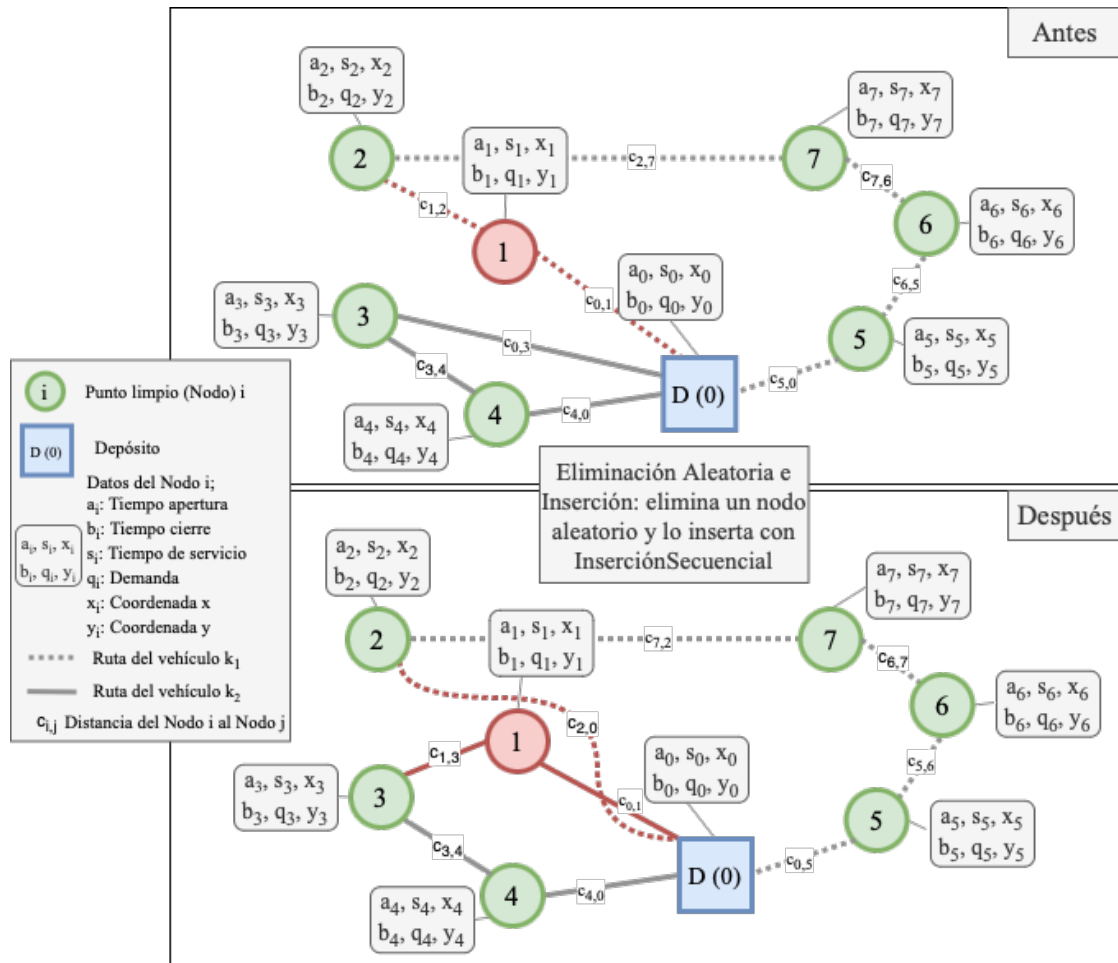 Antes
a2, s2, x2
b2, q2, y2
a7, s7, x7
b7, q7, y7
a1, s1, x1
b1, q1, y1
2
7
c2,7
c7,6
c1,2
a6, s6, x6
b6, q6, y6
6
1
a0, s0, x0
b0, q0, y0
c6,5
c0,1
a3, s3, x3
b3, q3, y3
3
5
a5, s5, x5
b5, q5, y5
c0,3
c3,4
c5,0
D (0)
4
c4,0
a4, s4, x4
b4, q4, y4
i
Punto limpio (Nodo) i
D (0)
Depósito
Datos del Nodo i;
ai: Tiempo apertura
bi: Tiempo cierre
si: Tiempo de servicio
qi: Demanda
xi: Coordenada x
yi: Coordenada y
ai, si, xi
bi, qi, yi
Ruta del vehículo k1
Ruta del vehículo k2
ci,j Distancia del Nodo i al Nodo j
Eliminación Aleatoria e
Inserción: elimina un nodo
aleatorio y lo inserta con
InserciónSecuencial
Después
a2, s2, x2
b2, q2, y2
a7, s7, x7
b7, q7, y7
a1, s1, x1
b1, q1, y1
2
7
c7,2
c6,7
a6, s6, x6
b6, q6, y6
6
c2,0
1
c1,3
a0, s0, x0
b0, q0, y0
c5,6
a3, s3, x3
b3, q3, y3
3
c0,1
5
a5, s5, x5
b5, q5, y5
c3,4
c0,5
D (0)
4
c4,0
a4, s4, x4
b4, q4, y4